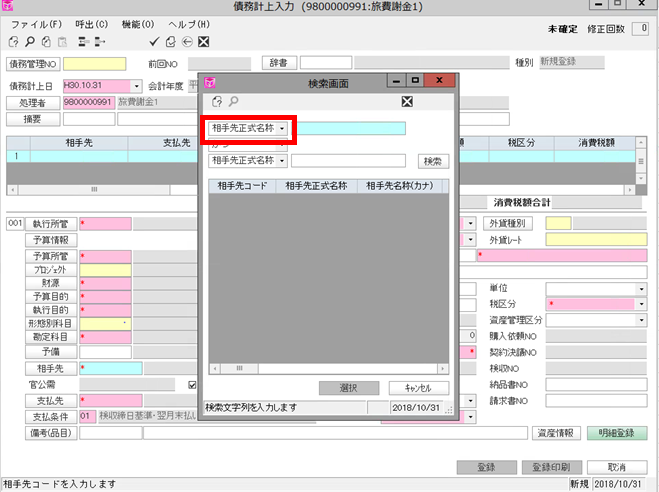 債務計上入力 (9800000991:旅費謝金1)
ファイル(F) 呼出(C) 機能(O) ヘルプ(H)
未確定 修正回数 0
債務管理NO 前回NO 辞書 種別 新規登録
債務計上日 H30.10.31 会計年度 平
処理者 9800000991 旅費謝金1
摘要
相手先 支払先 税区分 消費税額
1
消費税額合計
001 執行所管 * 外貨種別
予算情報 外貨レート
予算所管 * *
プロジェクト
財源 * 単位
予算目的 * 税区分 *
執行目的 * 資産管理区分
形態別科目 0 購入依頼NO
勘定科目 * * 契約決議NO
予備 検収NO
相手先 * 納品書NO
官公需 請求書NO
支払先 *
支払条件 01 検収締日基準・翌月末払い
備考(品目) 資産情報 明細登録
登録 登録印刷 取消
相手先コードを入力します 新規 2018/10/31
検索画面
相手先正式名称
相手先正式名称 検索
相手先コード 相手先正式名称 相手先名称(カナ)
選択 キャンセル
検索文字列を入力します 2018/10/31